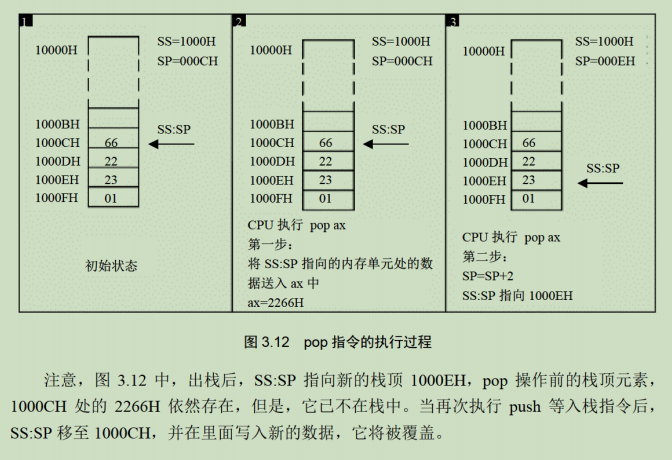 1
10000H
SS=1000H
SP=000CH
1000BH
1000CH 66
1000DH 22
1000EH 23
1000FH 01
SS:SP
初始状态
2
10000H
SS=1000H
SP=000CH
1000BH
1000CH 66
1000DH 22
1000EH 23
1000FH 01
SS:SP
CPU 执行 pop ax
第一步：
将 SS:SP 指向的内存单元处的数
据送入 ax 中
ax=2266H
3
10000H
SS=1000H
SP=000EH
1000BH
1000CH 66
1000DH 22
1000EH 23
1000FH 01
SS:SP
CPU 执行 pop ax
第二步：
SP=SP+2
SS:SP 指向 1000EH
图 3.12 pop 指令的执行过程
注意，图 3.12 中，出栈后，SS:SP 指向新的栈顶 1000EH，pop 操作前的栈顶元素，
1000CH 处的 2266H 依然存在，但是，它已不在栈中。当再次执行 push 等入栈指令后，
SS:SP 移至 1000CH，并在里面写入新的数据，它将被覆盖。